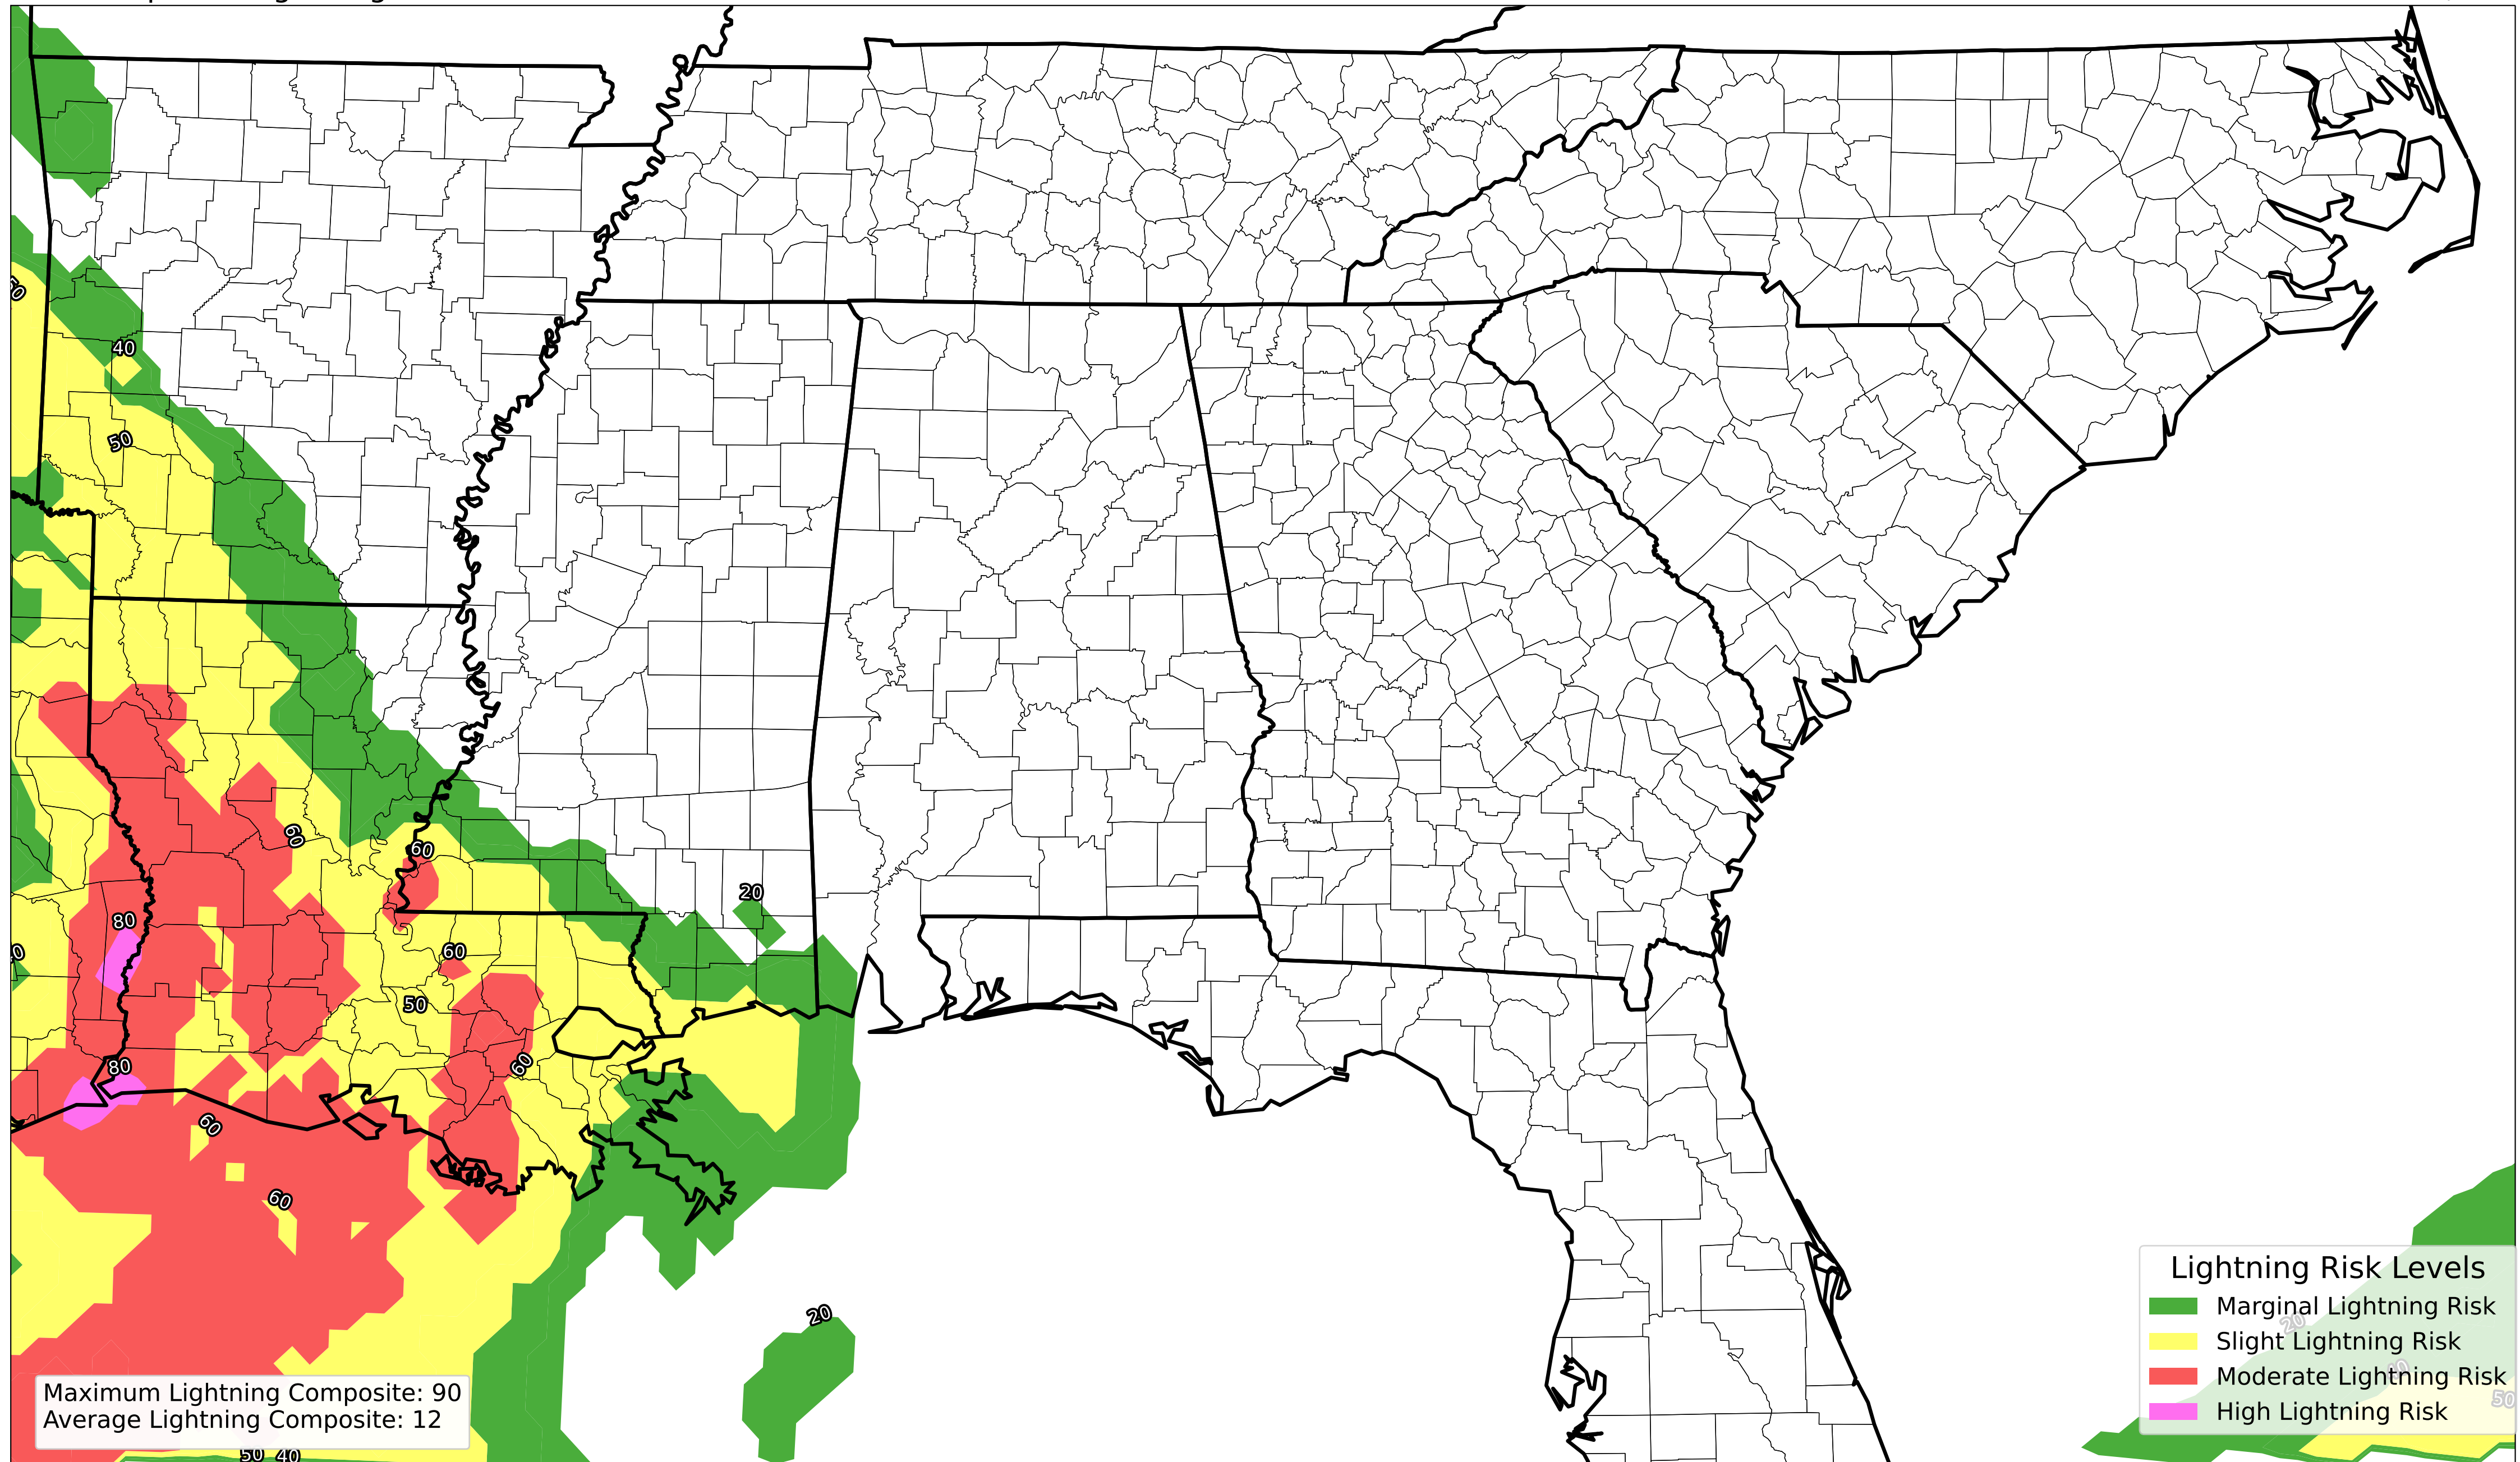 40
50
60
60
20
80
60
50
80
60
60
60
20
20
50
Lightning Risk Levels
Marginal Lightning Risk
Slight Lightning Risk
Moderate Lightning Risk
High Lightning Risk
Maximum Lightning Composite: 90
Average Lightning Composite: 12
50 40